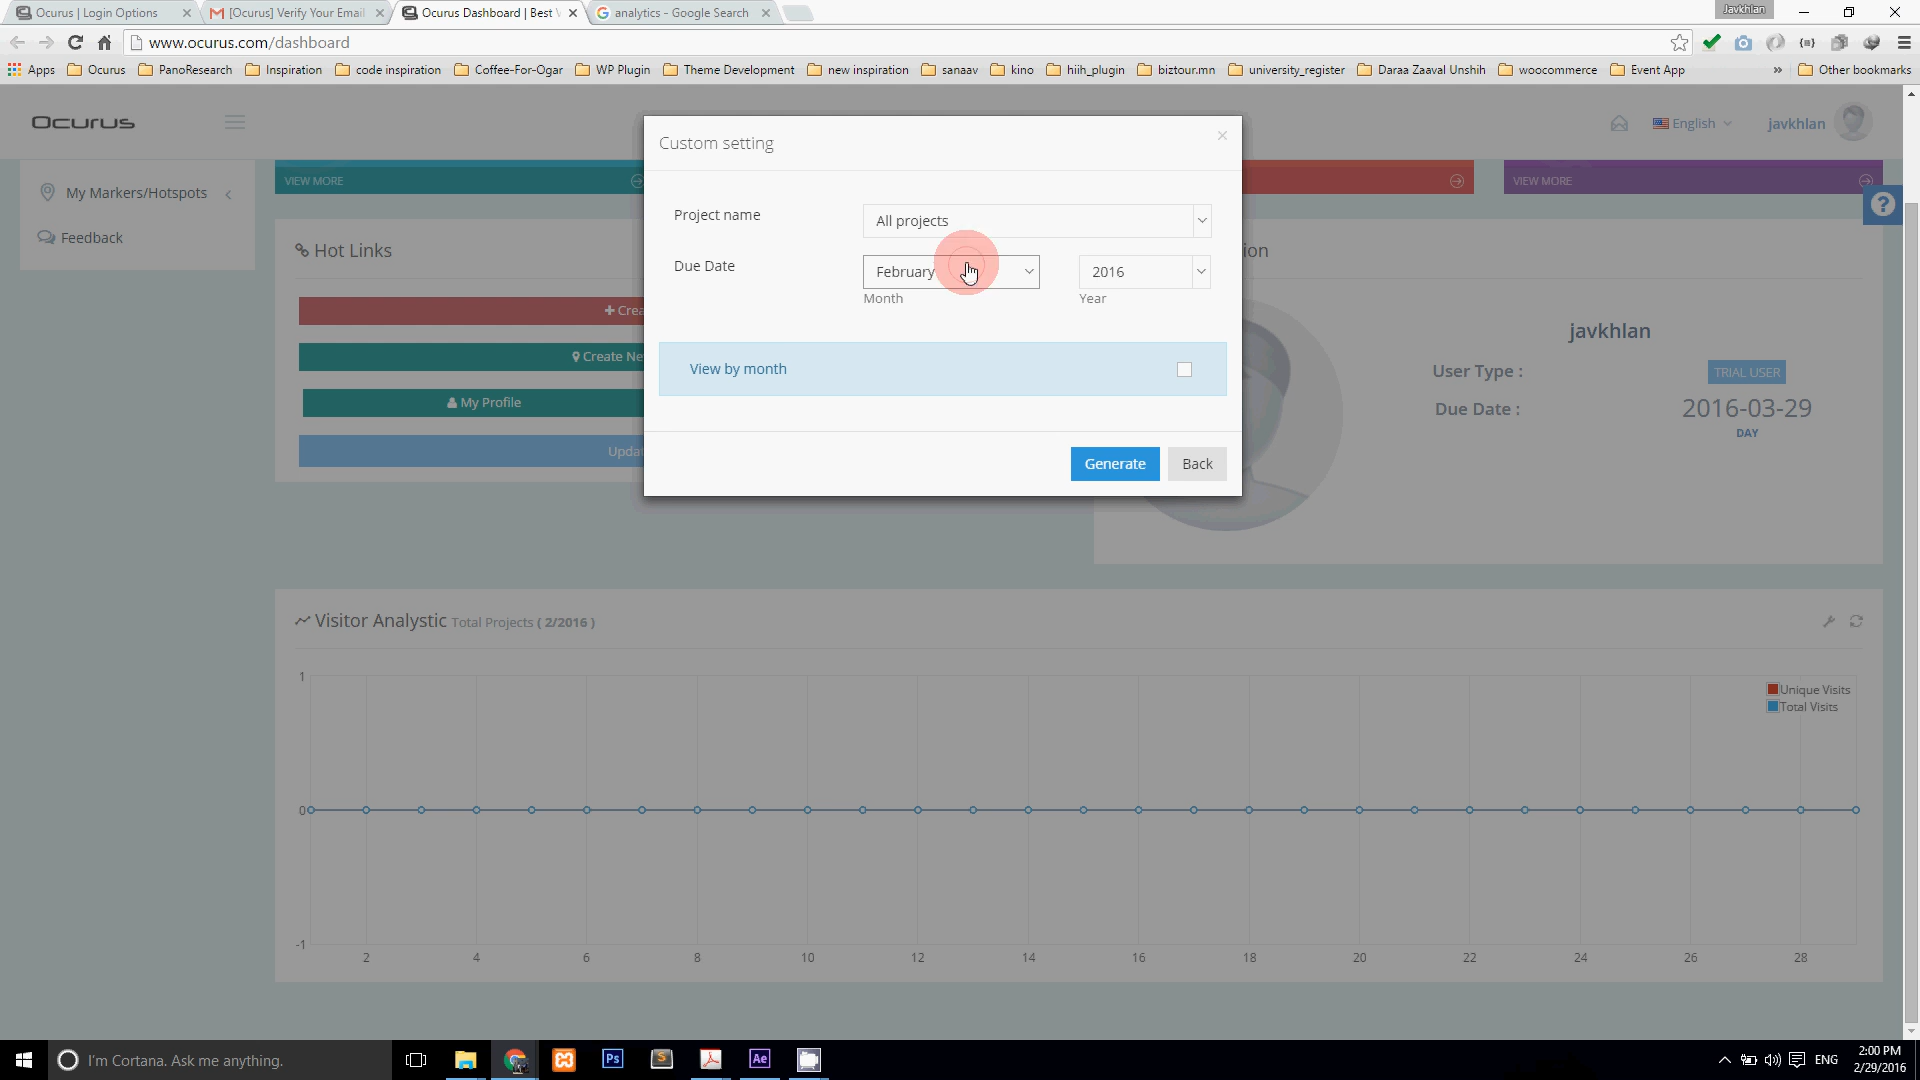 Ocurus | Login Options
[Ocurus] Verify Your Email
Ocurus Dashboard | Best V
analytics - Google Search
Javkhlan
www.ocurus.com/dashboard
Apps
Ocurus
PanoResearch
Inspiration
code inspiration
Coffee-For-Ogar
WP Plugin
Theme Development
new inspiration
sanaav
kino
hiih_plugin
biztour.mn
university_register
Daraa Zaaval Unshih
woocommerce
Event App
»
Other bookmarks
Ocurus
English
javkhlan
My Markers/Hotspots
Feedback
VIEW MORE
VIEW MORE
Hot Links
Crea
Create Ne
My Profile
Updat
Custom setting
×
Project name
All projects
Due Date
February
2016
Month
Year
View by month
Generate
Back
ion
?
javkhlan
User Type :
TRIAL USER
Due Date :
2016-03-29
DAY
Visitor Analystic Total Projects ( 2/2016 )
Unique Visits
Total Visits
1
0
-1
2 4 6 8 10 12 14 16 18 20 22 24 26 28
I'm Cortana. Ask me anything.
Ps
S
Ae
ENG
2:00 PM
2/29/2016